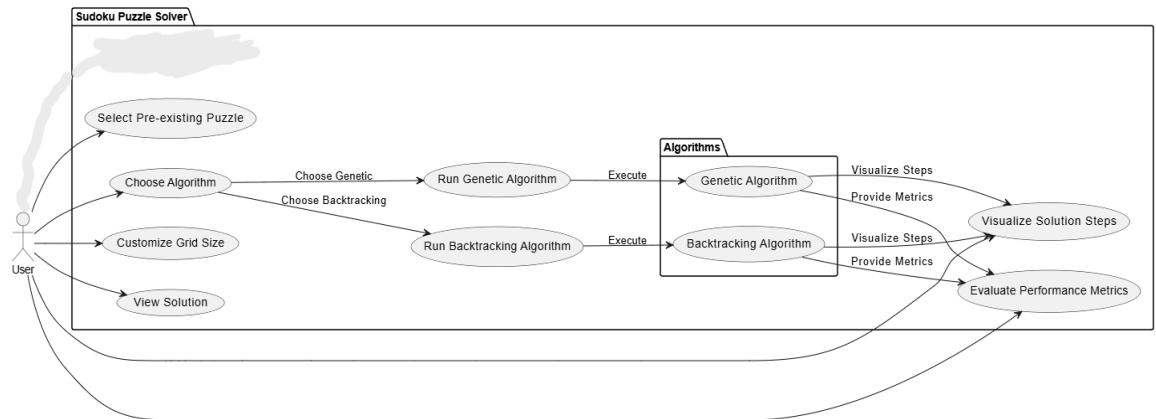 Sudoku Puzzle Solver
Select Pre-existing Puzzle
Algorithms
Choose Algorithm
Choose Genetic
Run Genetic Algorithm
Execute
Genetic Algorithm
Visualize Steps
Choose Backtracking
Provide Metrics
Visualize Solution Steps
Customize Grid Size
Run Backtracking Algorithm
Execute
Backtracking Algorithm
Visualize Steps
Provide Metrics
User
View Solution
Evaluate Performance Metrics